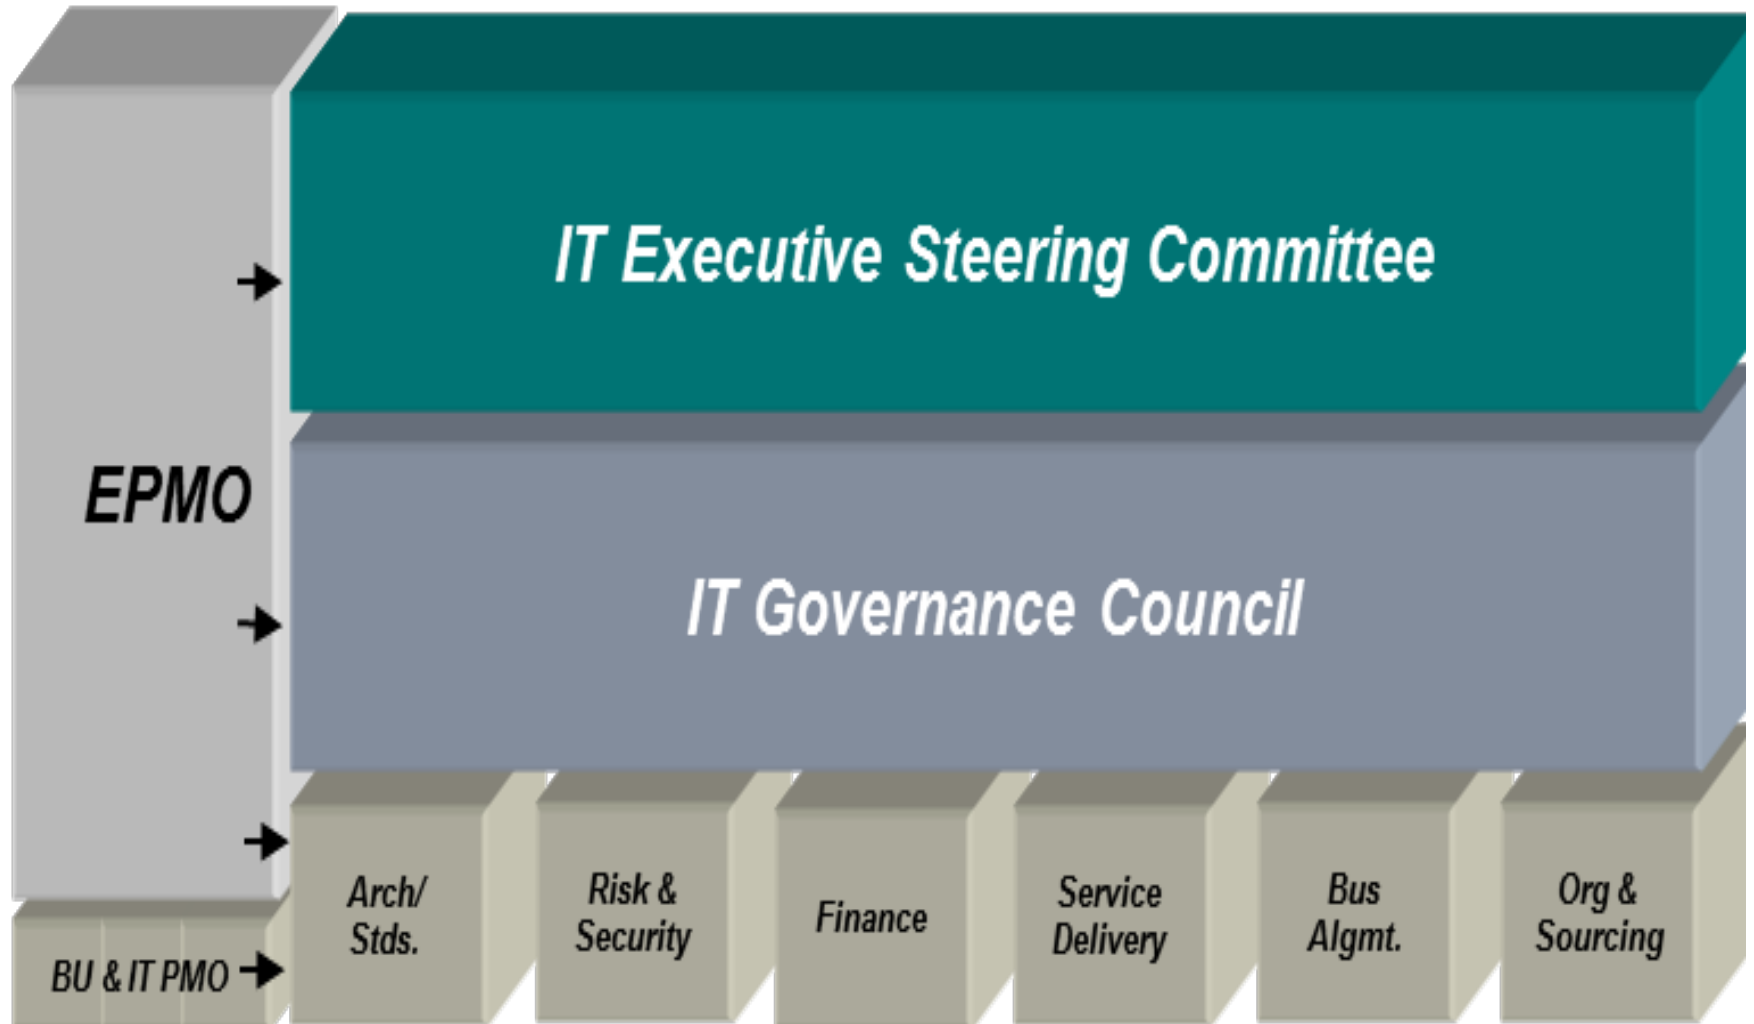 IT Executive Steering Committee
EPMO
IT Governance Council
Arch/
Stds.
Risk &
Security
Finance
Service
Delivery
Bus
Algmt.
Org &
Sourcing
BU & IT PMO